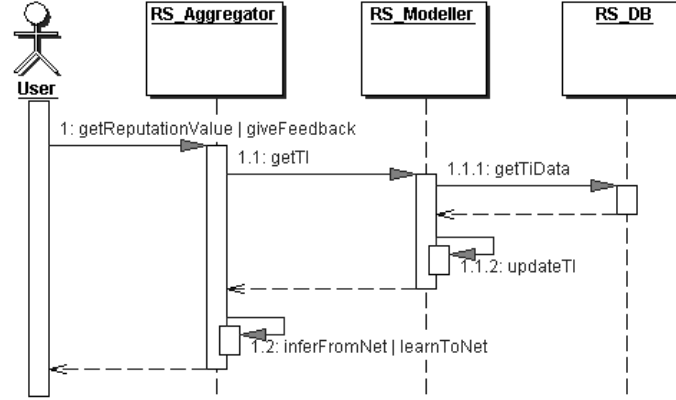 RS_Aggregator
RS_Modeller
RS_DB
User
1: getReputationValue | giveFeedback
1.1: getTI
1.1.1: getTiData
1.1.2: updateTI
1.2: inferFromNet | learnToNet